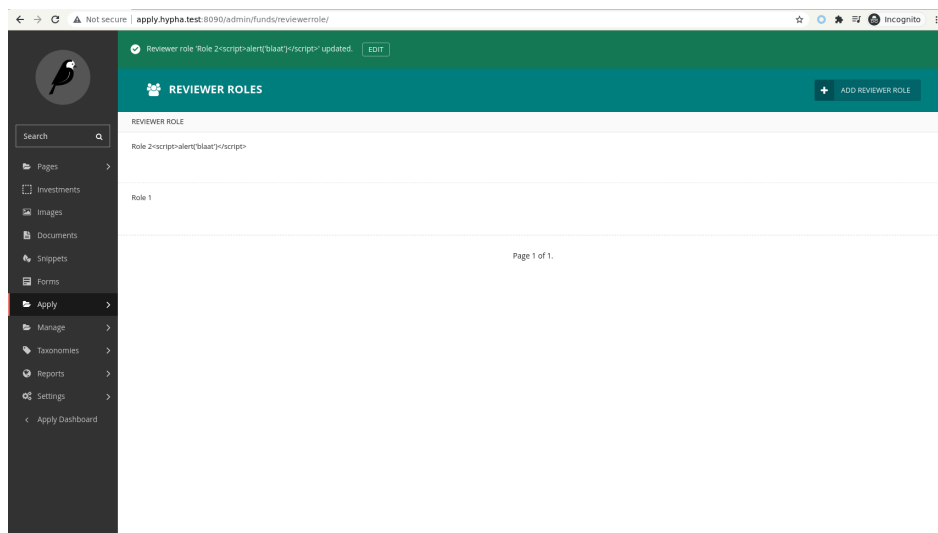 Not secure | apply.hypha.test:8090/admin/funds/reviewerrole/
Incognito
Reviewer role 'Role 2<script>alert('blaat')</script>' updated. EDIT
REVIEWER ROLES
ADD REVIEWER ROLE
Search
Pages
Investments
Images
Documents
Snippets
Forms
Apply
Manage
Taxonomies
Reports
Settings
Apply Dashboard
REVIEWER ROLE
Role 2<script>alert('blaat')</script>
Role 1
Page 1 of 1.